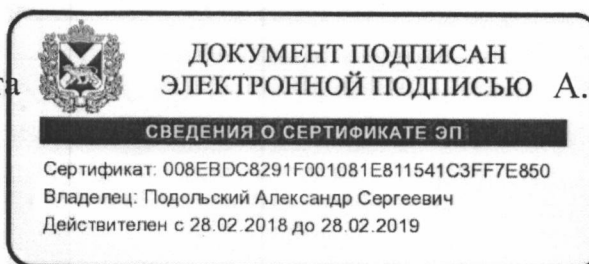 ДОКУМЕНТ ПОДПИСАН
та ЭЛЕКТРОННОЙ ПОДПИСЬЮ А.
СВЕДЕНИЯ О СЕРТИФИКАТЕ ЭП
Сертификат: 008EBDC8291F001081E811541C3FF7E850
Владелец: Подольский Александр Сергеевич
Действителен с 28.02.2018 до 28.02.2019